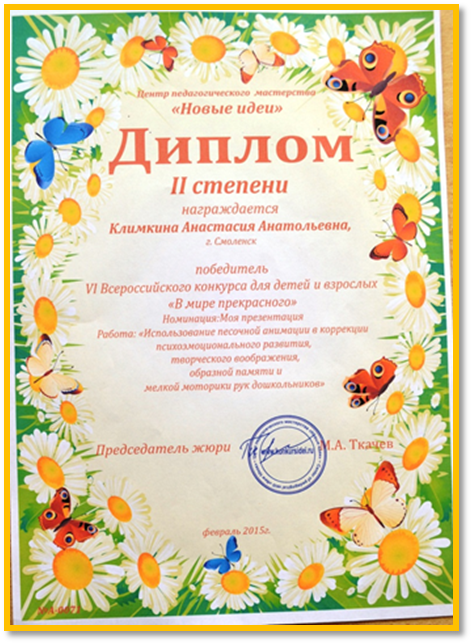 Центр педагогического мастерства
«Новые идеи»
Диплом
II степени
награждается
Климкина Анастасия Анатольевна,
г. Смоленск
победитель
VI Всероссийского конкурса для детей и взрослых
«В мире прекрасного»
Номинация:Моя презентация
Работа: «Использование песочной анимации в коррекции
психоэмоционального развития,
творческого воображения,
образной памяти и
мелкой моторики рук дошкольников»
Председатель жюри М.А. Ткачев
февраль 2015г.